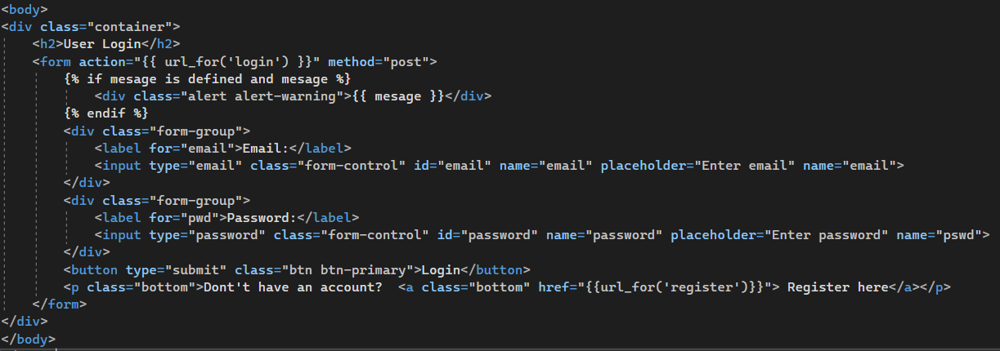 <body>
<div class="container">
<h2>User Login</h2>
<form action="{{ url_for('login') }}" method="post">
{% if mesage is defined and mesage %}
<div class="alert alert-warning">{{ mesage }}</div>
{% endif %}
<div class="form-group">
<label for="email">Email:</label>
<input type="email" class="form-control" id="email" name="email" placeholder="Enter email" name="email">
</div>
<div class="form-group">
<label for="pwd">Password:</label>
<input type="password" class="form-control" id="password" name="password" placeholder="Enter password" name="pswd">
</div>
<button type="submit" class="btn btn-primary">Login</button>
<p class="bottom">Dont't have an account?  <a class="bottom" href="{{url_for('register')}}"> Register here</a></p>
</form>
</div>
</body>